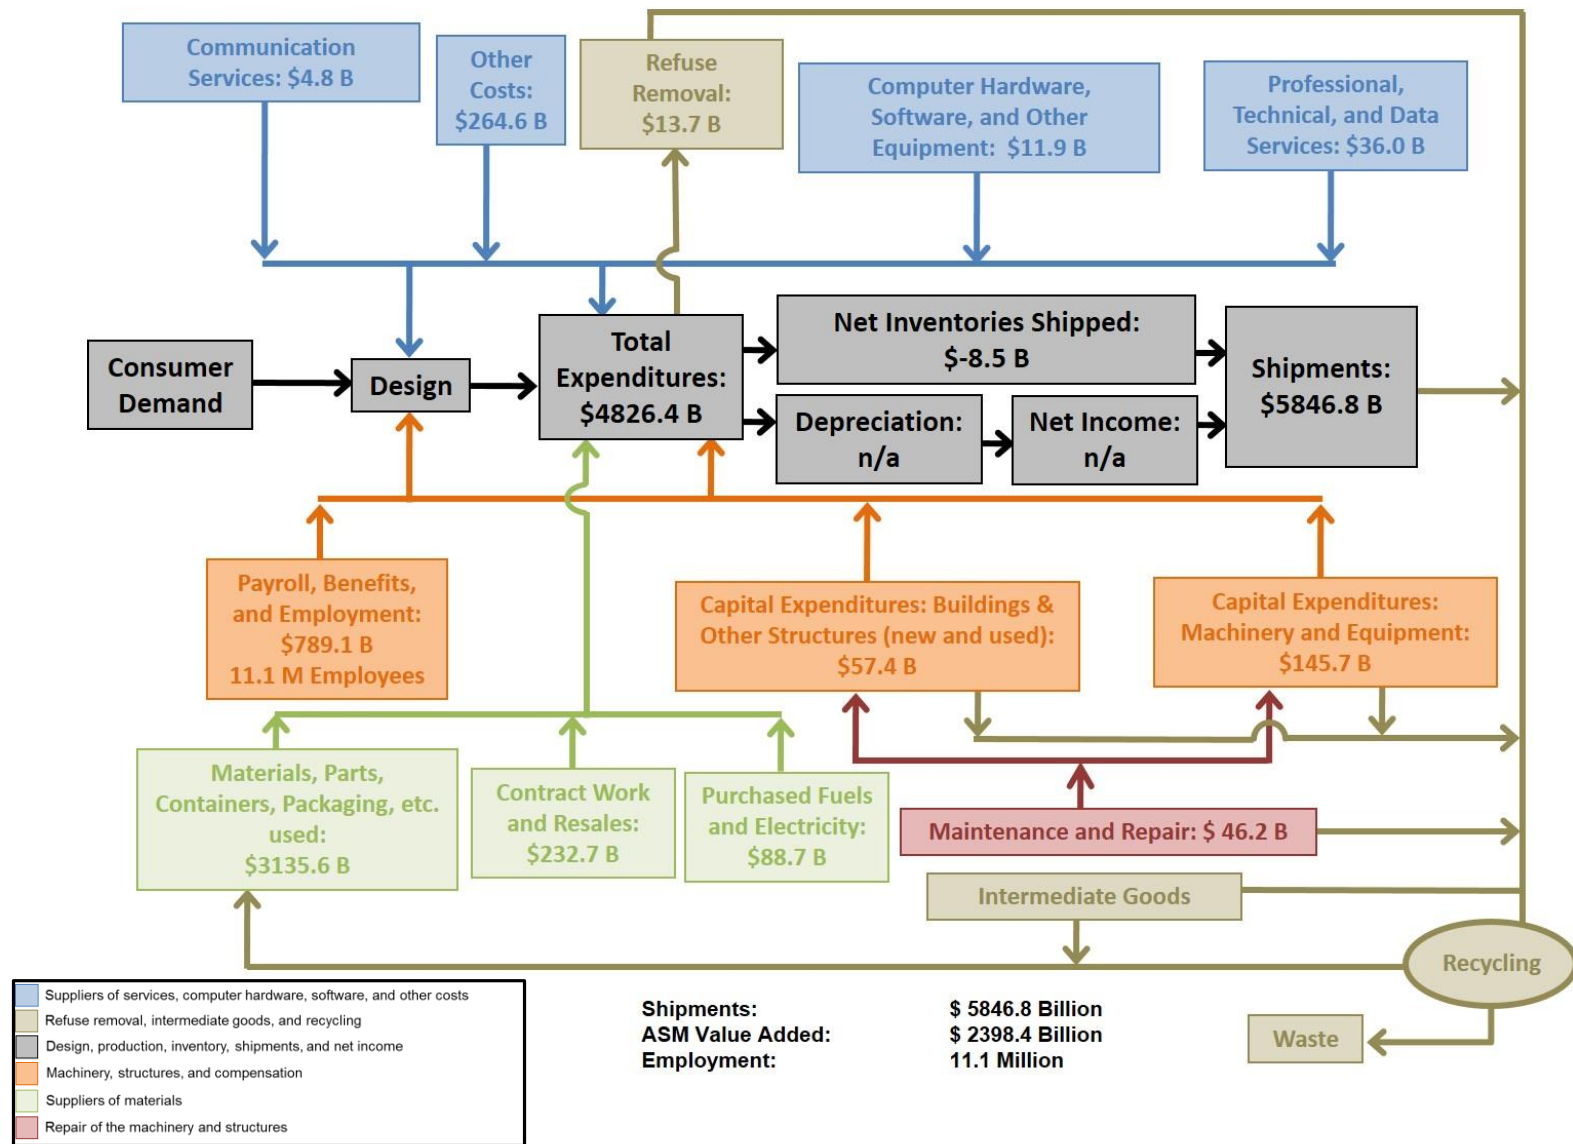 Communication
Services: $4.8 B
Other
Costs:
$264.6 B
Refuse
Removal:
$13.7 B
Computer Hardware,
Software, and Other
Equipment: $11.9 B
Professional,
Technical, and Data
Services: $36.0 B
Consumer
Demand
Design
Total
Expenditures:
$4826.4 B
Net Inventories Shipped:
$-8.5 B
Depreciation:
n/a
Net Income:
n/a
Shipments:
$5846.8 B
Payroll, Benefits,
and Employment:
$789.1 B
11.1 M Employees
Capital Expenditures: Buildings &
Other Structures (new and used):
$57.4 B
Capital Expenditures:
Machinery and Equipment:
$145.7 B
Materials, Parts,
Containers, Packaging, etc.
used:
$3135.6 B
Contract Work
and Resales:
$232.7 B
Purchased Fuels
and Electricity:
$88.7 B
Maintenance and Repair: $ 46.2 B
Intermediate Goods
Recycling
Waste
Suppliers of services, computer hardware, software, and other costs
Refuse removal, intermediate goods, and recycling
Design, production, inventory, shipments, and net income
Machinery, structures, and compensation
Suppliers of materials
Repair of the machinery and structures
Shipments: $ 5846.8 Billion
ASM Value Added: $ 2398.4 Billion
Employment: 11.1 Million